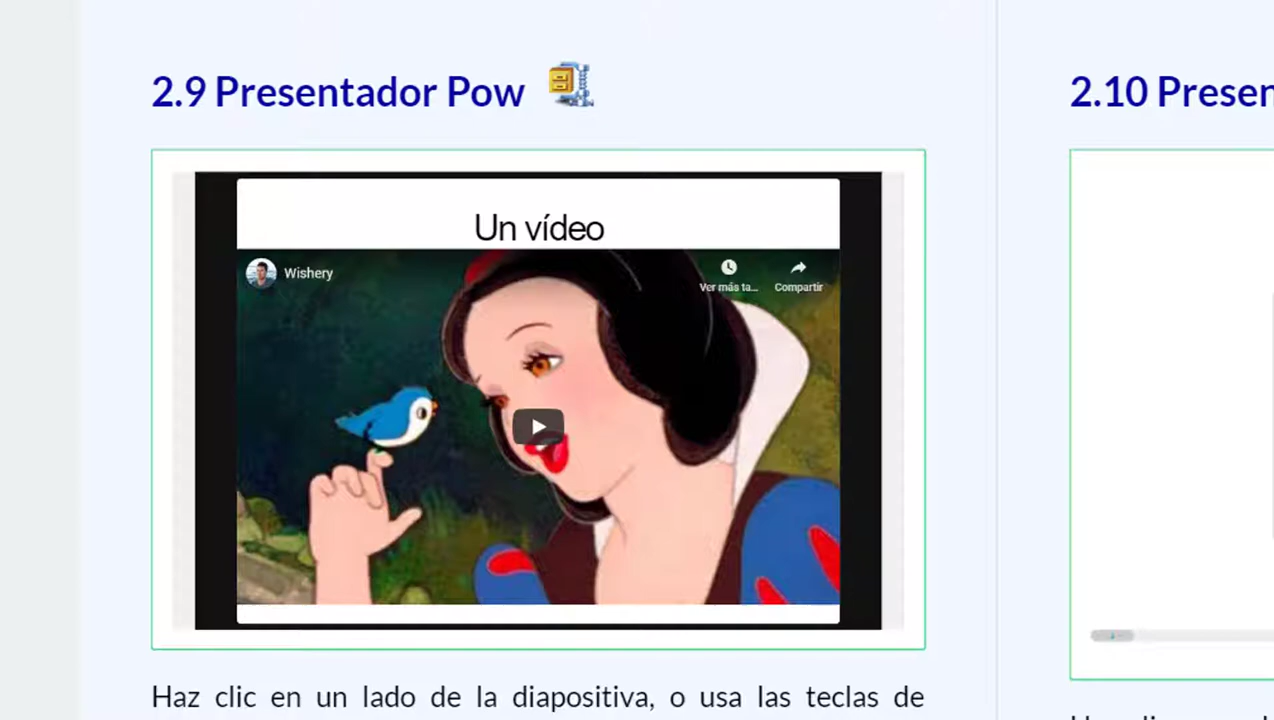 2.9 Presentador Pow
2.10 Presen
Un vídeo
Wishery
Ver más ta...
Compartir
Haz clic en un lado de la diapositiva, o usa las teclas de